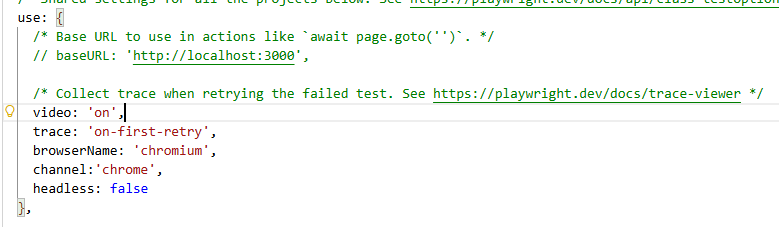 /* Shared settings for all the projects below. See https://playwright.dev/docs/api/class-testoption
use: {
/* Base URL to use in actions like `await page.goto('')`. */
// baseURL: 'http://localhost:3000',
/* Collect trace when retrying the failed test. See https://playwright.dev/docs/trace-viewer */
video: 'on',
trace: 'on-first-retry',
browserName: 'chromium',
channel:'chrome',
headless: false
},